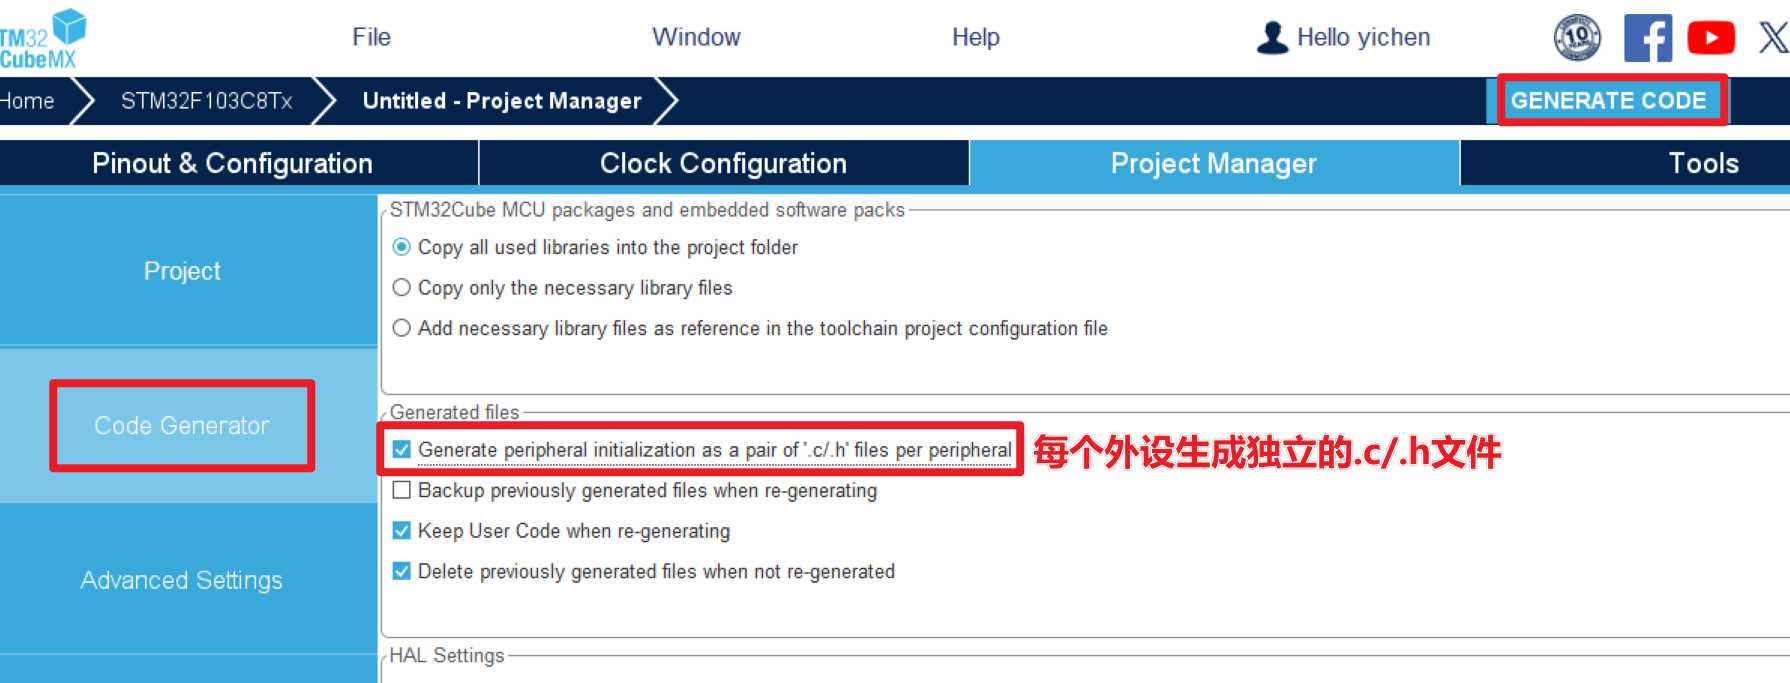 TM32
CubeMX
File
Window
Help
Hello yichen
10
Home
STM32F103C8Tx
Untitled - Project Manager
GENERATE CODE
Pinout & Configuration
Clock Configuration
Project Manager
Tools
Project
Code Generator
Advanced Settings
STM32Cube MCU packages and embedded software packs
Copy all used libraries into the project folder
Copy only the necessary library files
Add necessary library files as reference in the toolchain project configuration file
Generated files
Generate peripheral initialization as a pair of '.c/.h' files per peripheral
每个外设生成独立的.c/.h文件
Backup previously generated files when re-generating
Keep User Code when re-generating
Delete previously generated files when not re-generated
HAL Settings